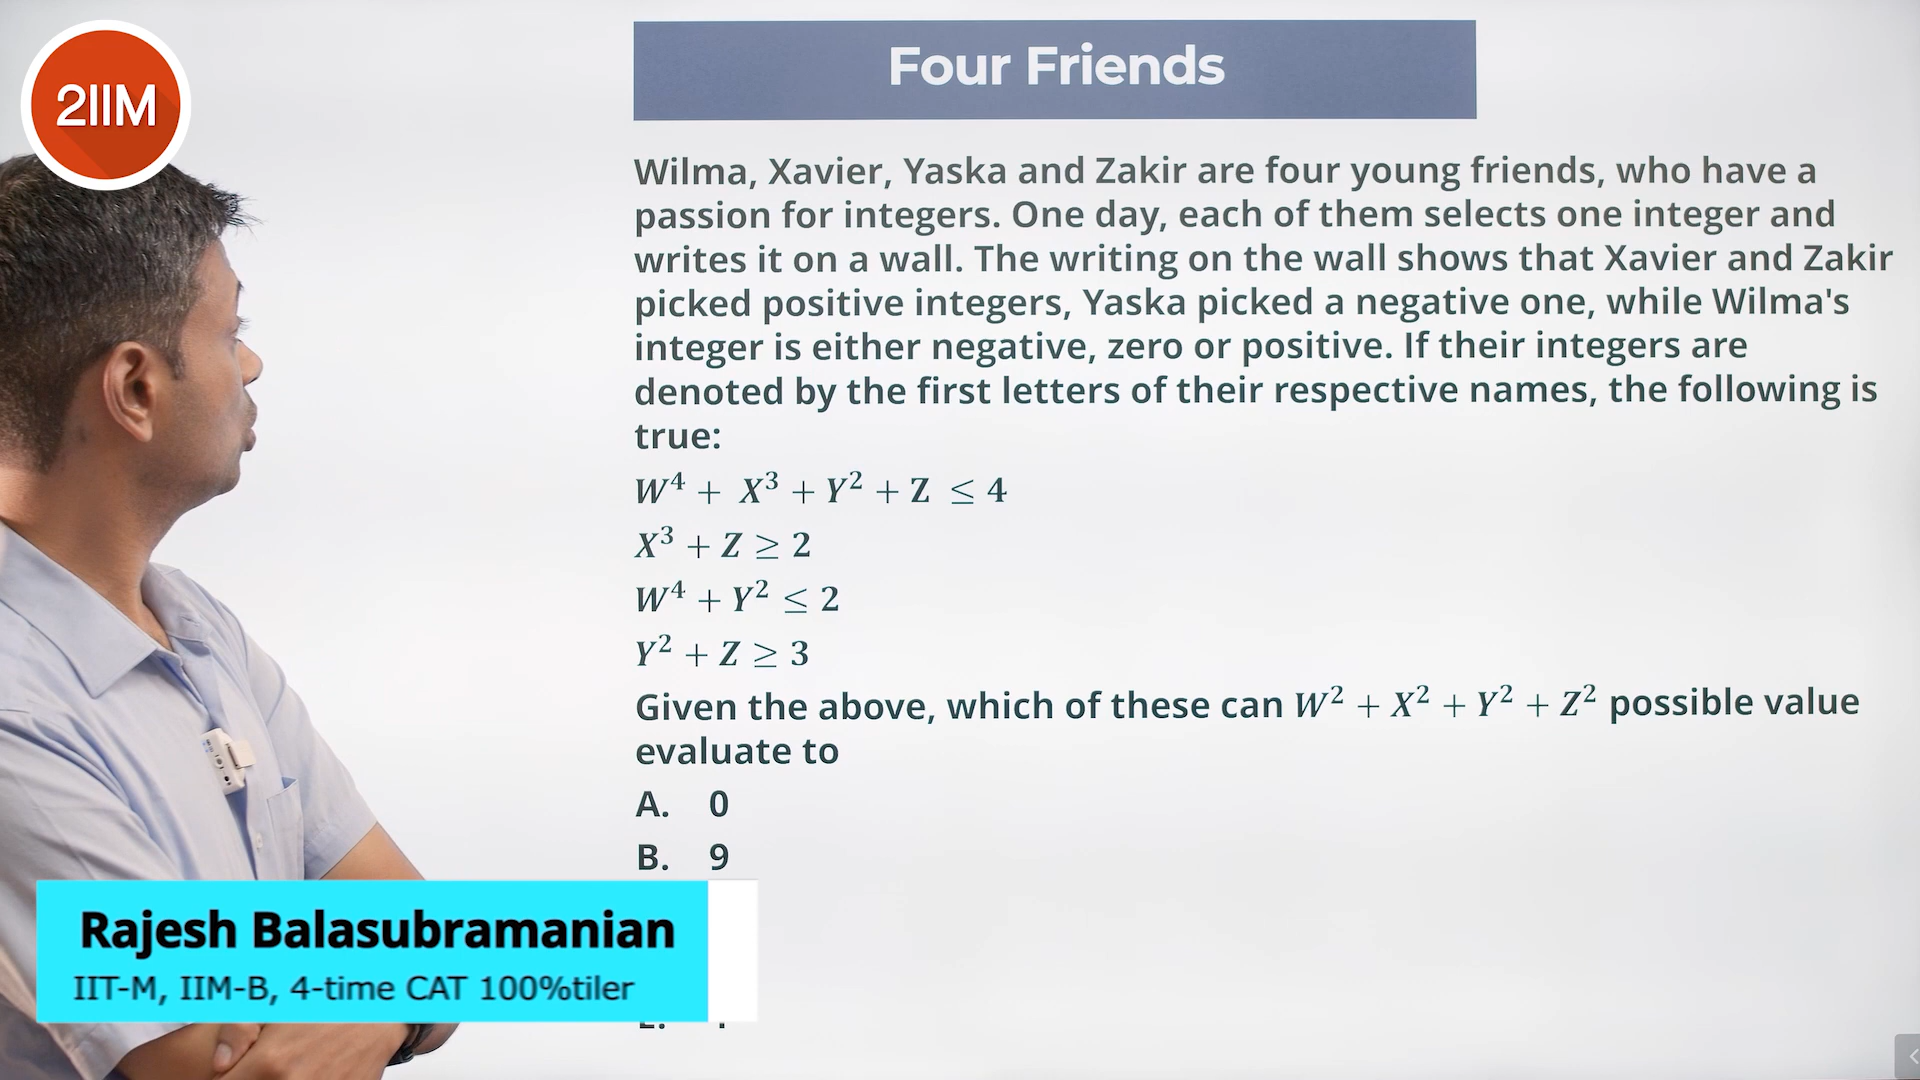 2IIM
Four Friends
Wilma, Xavier, Yaska and Zakir are four young friends, who have a
passion for integers. One day, each of them selects one integer and
writes it on a wall. The writing on the wall shows that Xavier and Zakir
picked positive integers, Yaska picked a negative one, while Wilma's
integer is either negative, zero or positive. If their integers are
denoted by the first letters of their respective names, the following is
true:
W⁴ + X³ + Y² + Z ≤ 4
X³ + Z ≥ 2
W⁴ + Y² ≤ 2
Y² + Z ≥ 3
Given the above, which of these can W² + X² + Y² + Z² possible value
evaluate to
A. 0
B. 9
Rajesh Balasubramanian
IIT-M, IIM-B, 4-time CAT 100%tiler